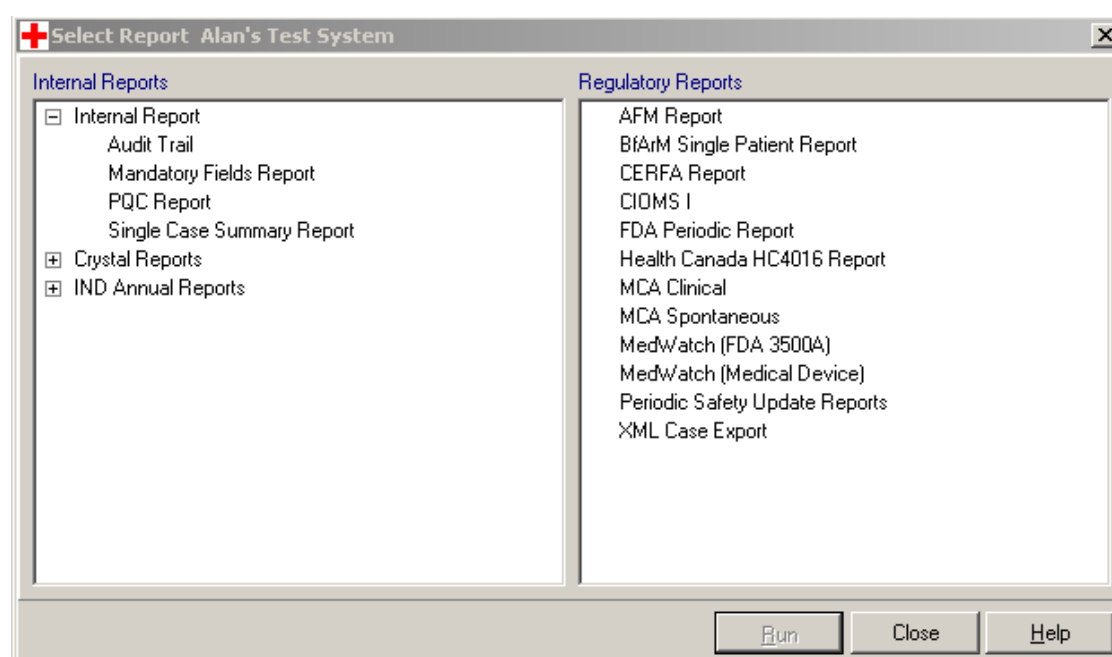 Select Report  Alan's Test System
Internal Reports
Internal Report
Audit Trail
Mandatory Fields Report
PQC Report
Single Case Summary Report
Crystal Reports
IND Annual Reports
Regulatory Reports
AFM Report
BfArM Single Patient Report
CERFA Report
CIOMS I
FDA Periodic Report
Health Canada HC4016 Report
MCA Clinical
MCA Spontaneous
MedWatch (FDA 3500A)
MedWatch (Medical Device)
Periodic Safety Update Reports
XML Case Export
Run Close Help